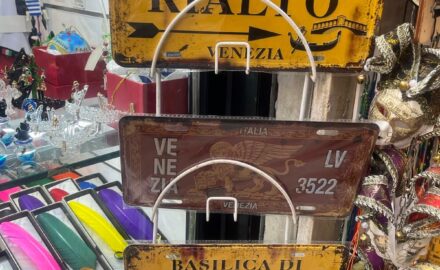 RIALTO
VENEZIA
ITALIA
VE
NE
ZIA
LV
3522
VENEZIA
BASILICA DI